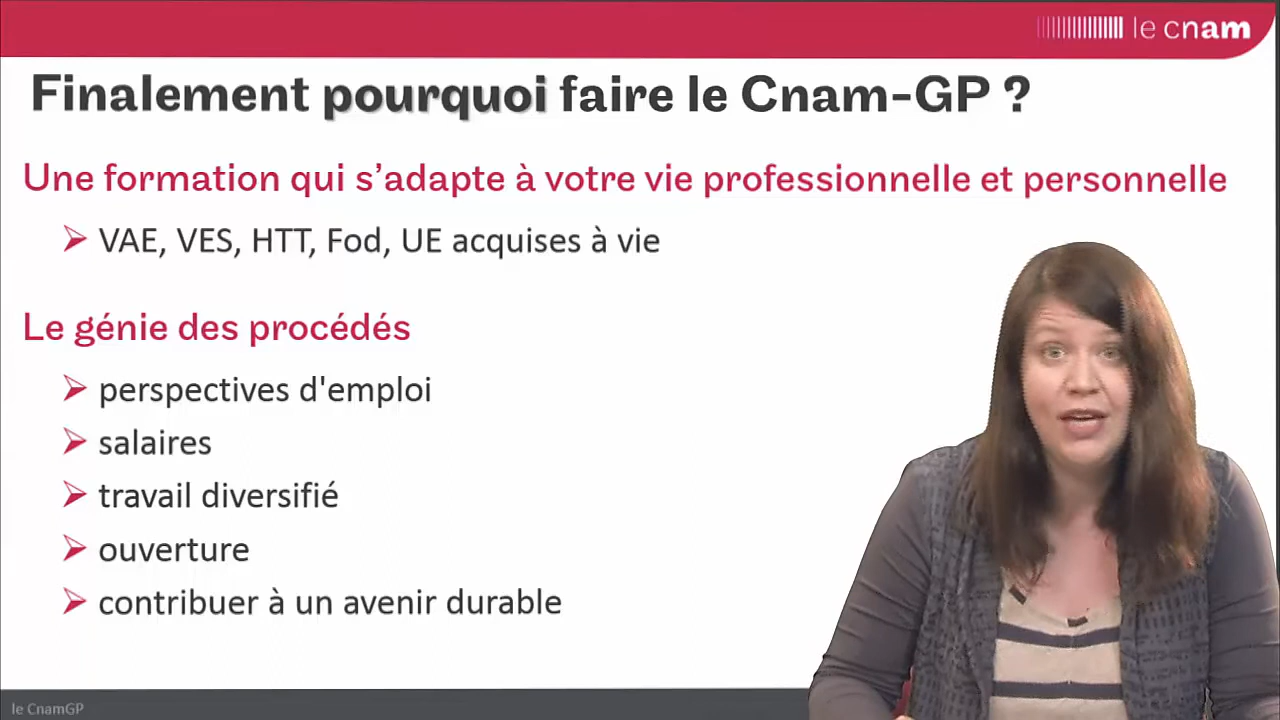 le cnam
Finalement pourquoi faire le Cnam-GP ?
Une formation qui s’adapte à votre vie professionnelle et personnelle
VAE, VES, HTT, Fod, UE acquises à vie
Le génie des procédés
perspectives d'emploi
salaires
travail diversifié
ouverture
contribuer à un avenir durable
le CnamGP